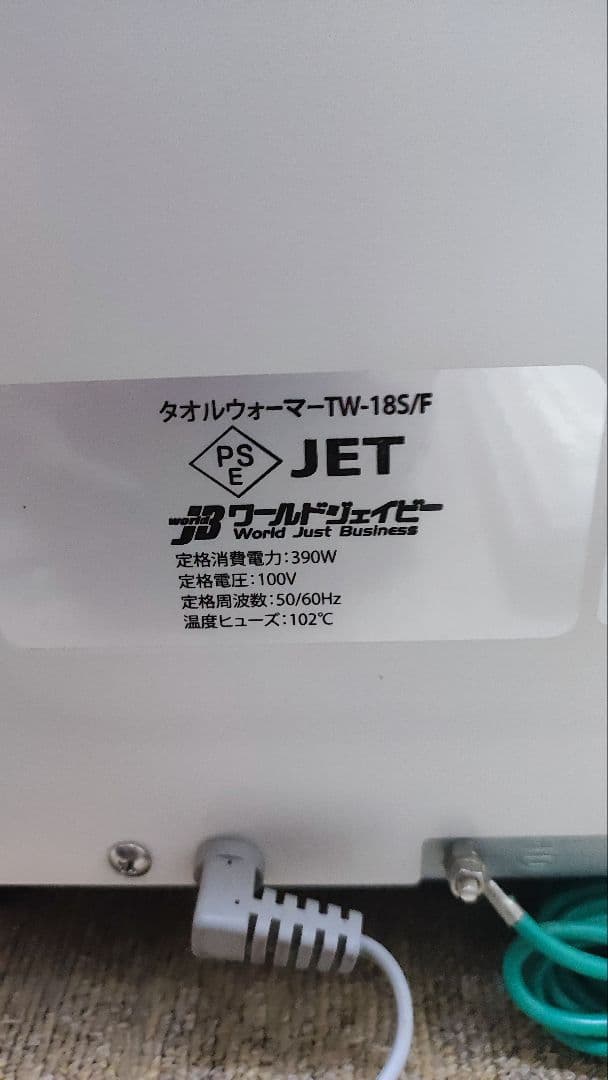 タオルウォーマーTW-18S/F
PS
E
JET
world JB ワールドジェイビー
World Just Business
定格消費電力:390W
定格電圧:100V
定格周波数:50/60Hz
温度ヒューズ:102℃